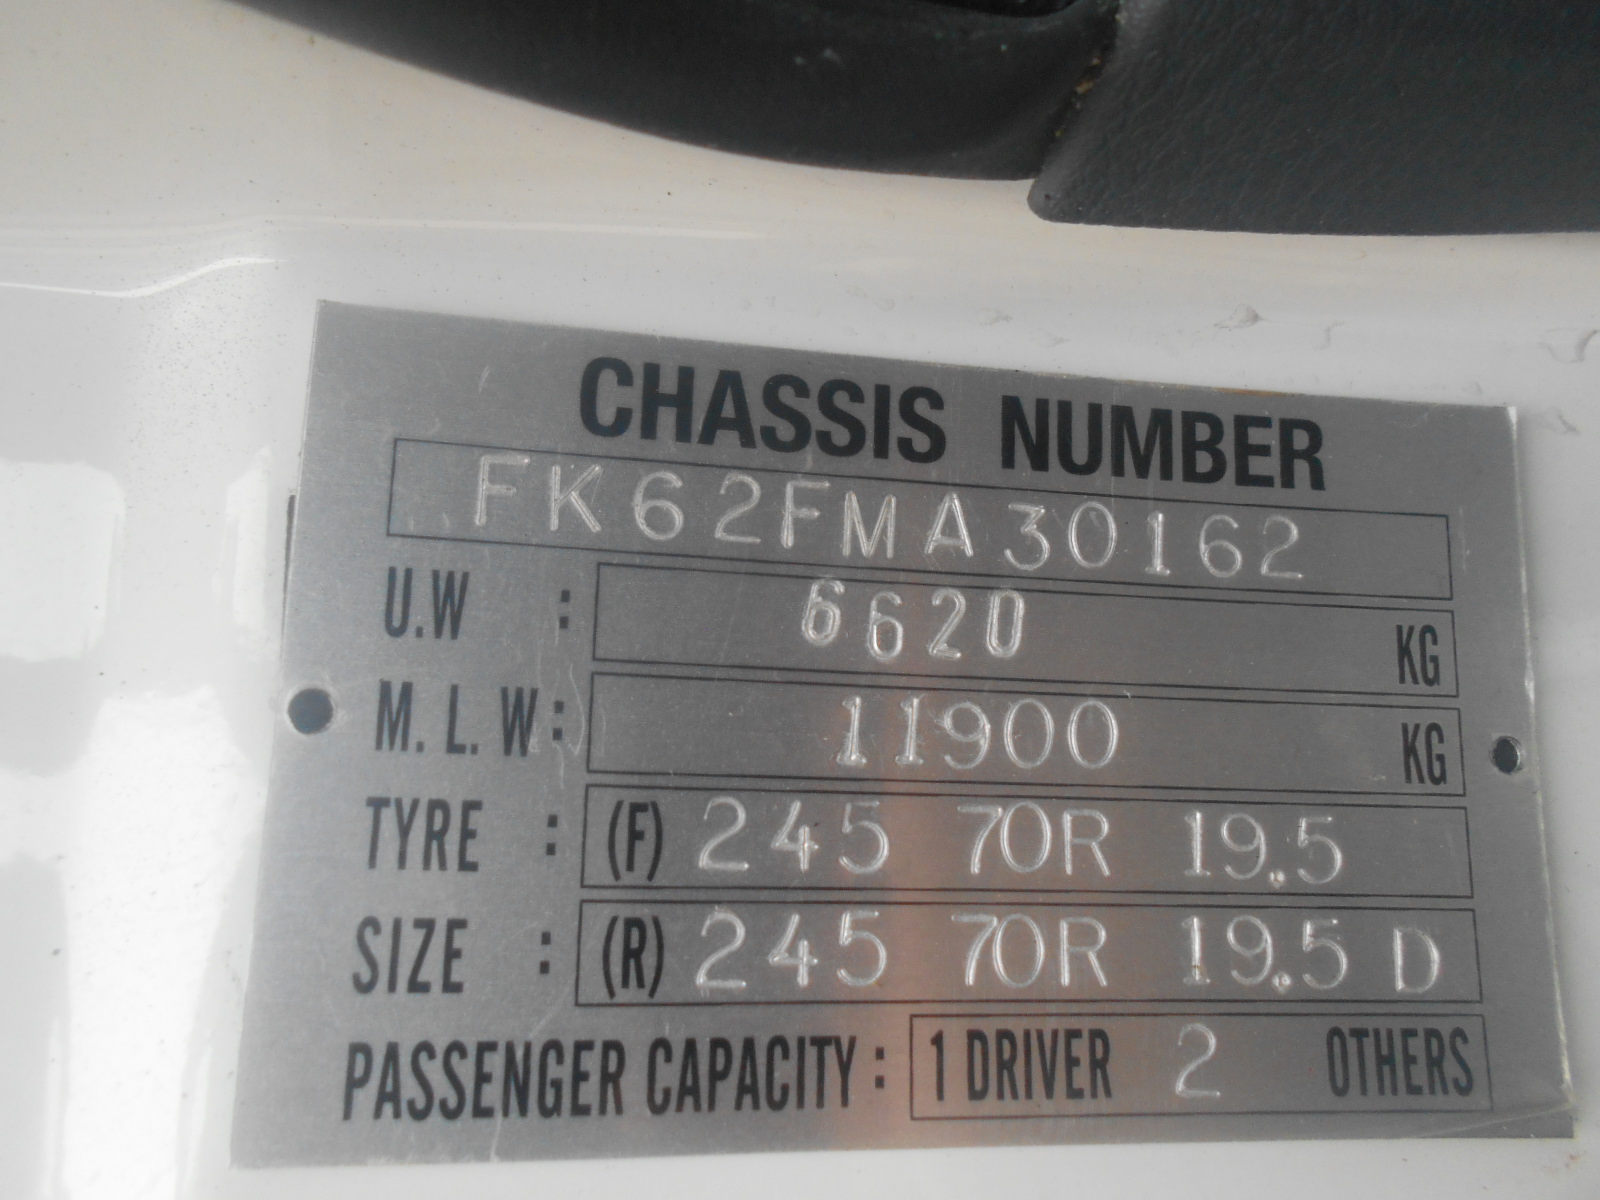 CHASSIS NUMBER
FK62FMA30162
U.W : 6620 KG
M.L.W: 11900 KG
TYRE : (F) 245 70R 19.5
SIZE : (R) 245 70R 19.5 D
PASSENGER CAPACITY: 1 DRIVER 2 OTHERS